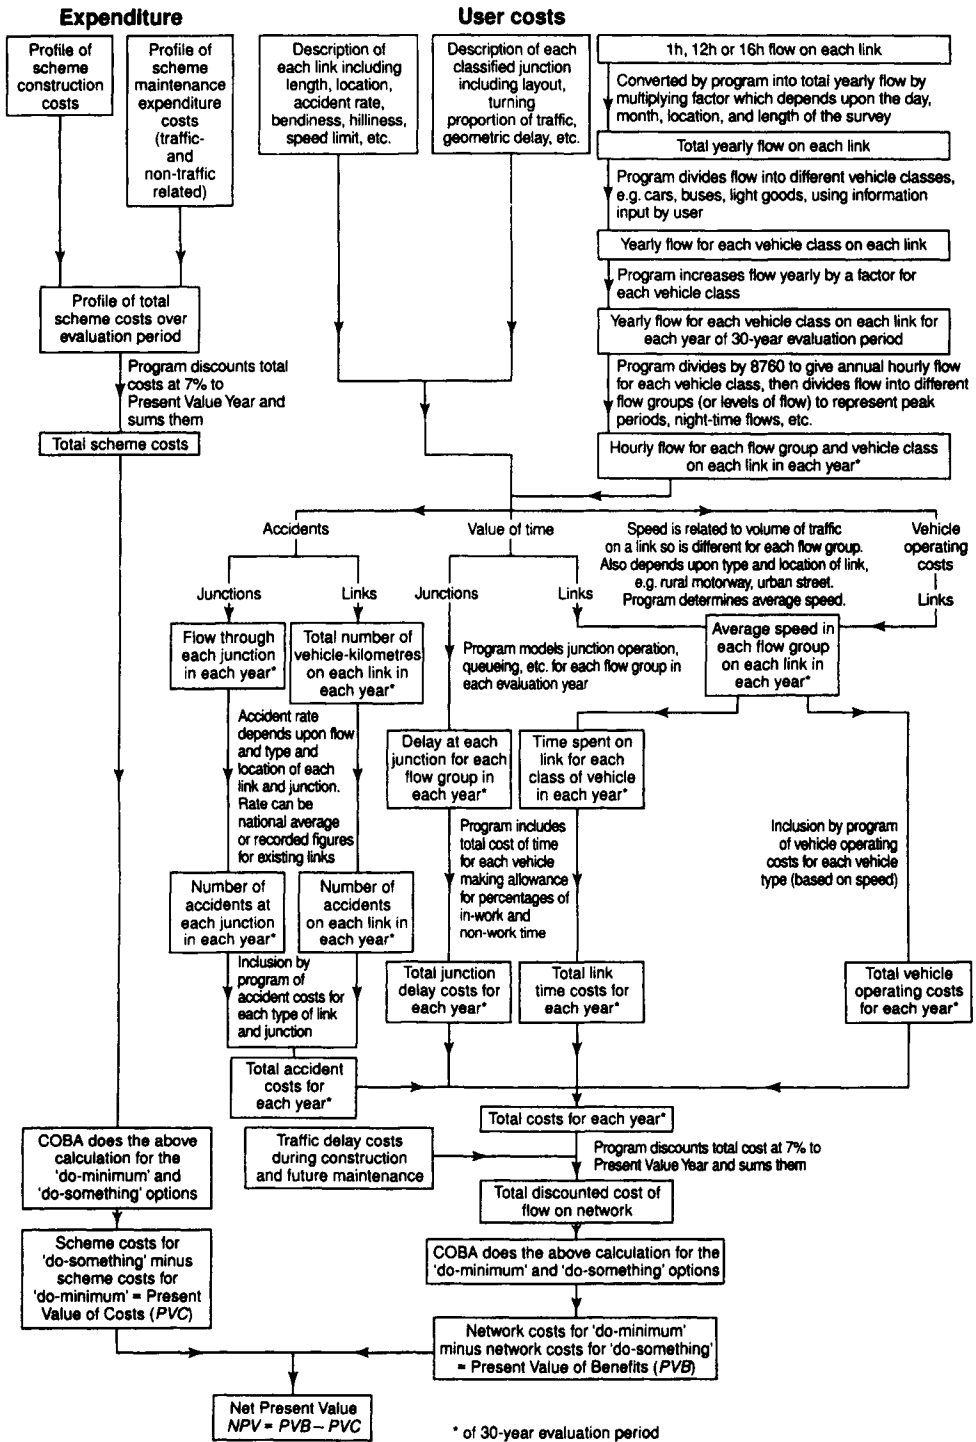 Expenditure
User costs
Profile of
scheme
construction
costs
Profile of
scheme
maintenance
expenditure
costs
(traffic-
and
non-traffic
related)
Description of
each link including
length, location,
accident rate,
bendiness, hilliness,
speed limit, etc.
Description of each
classified junction
including layout,
turning
proportion of traffic,
geometric delay, etc.
1h, 12h or 16h flow on each link
Converted by program into total yearly flow by
multiplying factor which depends upon the day,
month, location, and length of the survey
Total yearly flow on each link
Program divides flow into different vehicle classes,
e.g. cars, buses, light goods, using information
input by user
Yearly flow for each vehicle class on each link
Program increases flow yearly by a factor for
each vehicle class
Yearly flow for each vehicle class on each link for
each year of 30-year evaluation period
Program divides by 8760 to give annual hourly flow
for each vehicle class, then divides flow into different
flow groups (or levels of flow) to represent peak
periods, night-time flows, etc.
Hourly flow for each flow group and vehicle class
on each link in each year*
Profile of total
scheme costs over
evaluation period
Program discounts total
costs at 7% to
Present Value Year and
sums them
Total scheme costs
Accidents
Value of time
Speed is related to volume of traffic
on a link so is different for each flow group.
Also depends upon type and location of link,
e.g. rural motorway, urban street.
Program determines average speed.
Vehicle
operating
costs
Junctions
Links
Junctions
Links
Links
Flow through
each junction
in each year*
Total number of
vehicle-kilometres
on each link in
each year*
Program models junction operation,
queueing, etc. for each flow group in
each evaluation year
Average speed in
each flow group
on each link in
each year*
Accident rate
depends upon flow
and type and
location of each
link and junction.
Rate can be
national average
or recorded figures
for existing links
Delay at each
junction for each
flow group in
each year*
Time spent on
link for each
class of vehicle
in each year*
Program includes
total cost of time
for each vehicle
making allowance
for percentages of
in-work and
non-work time
Inclusion by program
of vehicle operating
costs for each vehicle
type (based on speed)
Number of
accidents at
each junction
in each year*
Number of
accidents
on each link in
each year*
Inclusion by
program of
accident costs for
each type of link
and junction
Total junction
delay costs for
each year*
Total link
time costs for
each year*
Total vehicle
operating costs
for each year*
Total accident
costs for
each year*
Total costs for each year*
Traffic delay costs
during construction
and future maintenance
Program discounts total cost at 7% to
Present Value Year and sums them
Total discounted cost of
flow on network
COBA does the above
calculation for the
'do-minimum' and
'do-something' options
COBA does the above calculation for the
'do-minimum' and 'do-something' options
Scheme costs for
'do-something' minus
scheme costs for
'do-minimum' = Present
Value of Costs (PVC)
Network costs for 'do-minimum'
minus network costs for 'do-something'
= Present Value of Benefits (PVB)
Net Present Value
NPV = PVB – PVC
* of 30-year evaluation period